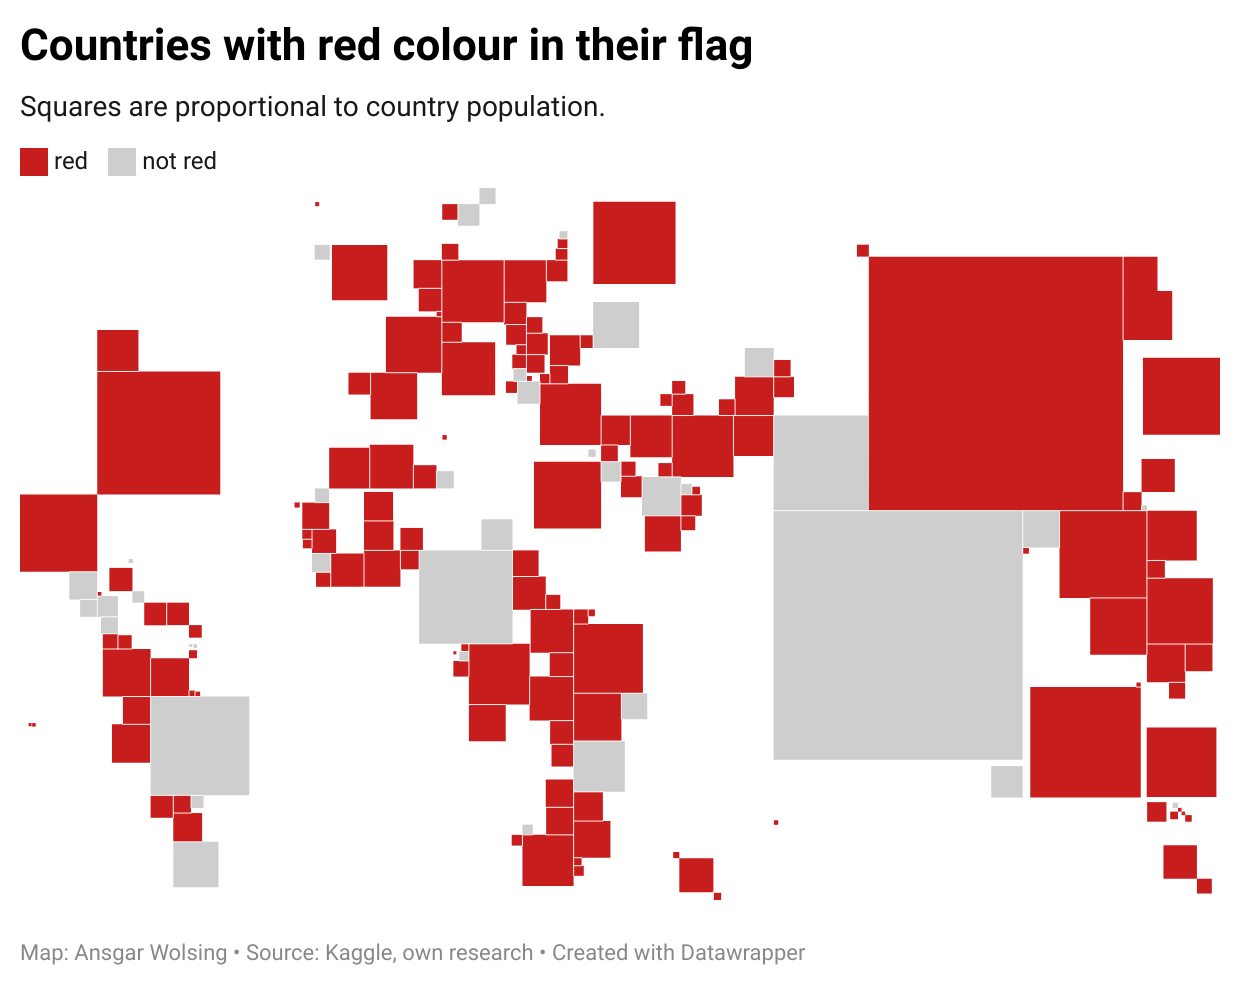 Countries with red colour in their flag
Squares are proportional to country population.
red not red
Map: Ansgar Wolsing • Source: Kaggle, own research • Created with Datawrapper